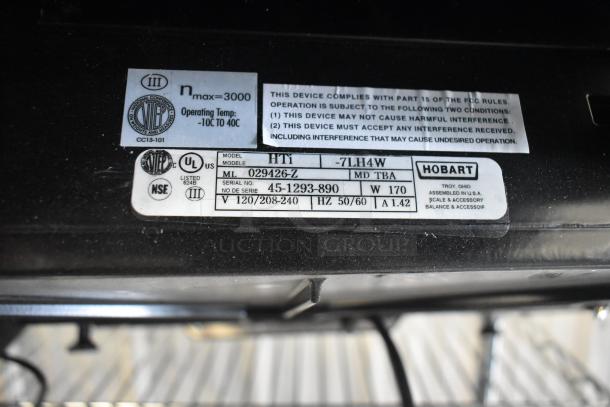 III
NTEP
CC13-101
nmax=3000
Operating Temp:
-10C TO 40C
THIS DEVICE COMPLIES WITH PART 15 OF THE FCC RULES.
OPERATION IS SUBJECT TO THE FOLLOWING TWO CONDITIONS:
(1) THIS DEVICE MAY NOT CAUSE HARMFUL INTERFERENCE.
(2) THIS DEVICE MUST ACCEPT ANY INTERFERENCE RECEIVED,
INCLUDING INTERFERENCE THAT MAY CAUSE UNDESIRED OPERATION.
NTEP C UL US
LISTED
NSE III
MODEL
MODELE HTi -7LH4W
ML 029426-Z MD TBA
SERIAL NO.
NO DE SERIE 45-1293-890 W 170
V 120/208-240 HZ 50/60 A 1.42
HOBART
TROY, OHIO
ASSEMBLED IN U.S.A.
SCALE & ACCESSORY
BALANCE & ACCESSOIR
AUCTION GROUP